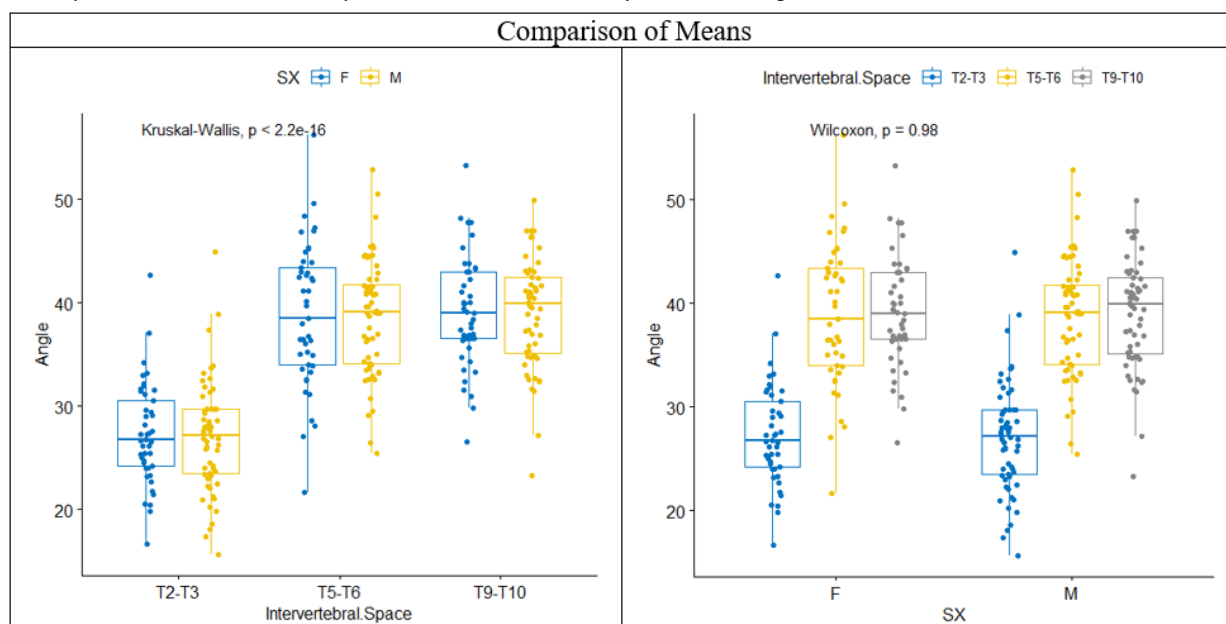 Comparison of Means
SX F M
Kruskal-Wallis, p < 2.2e-16
50
40
30
20
Angle
T2-T3 T5-T6 T9-T10
Intervertebral.Space
Intervertebral.Space T2-T3 T5-T6 T9-T10
Wilcoxon, p = 0.98
50
40
30
20
Angle
F M
SX